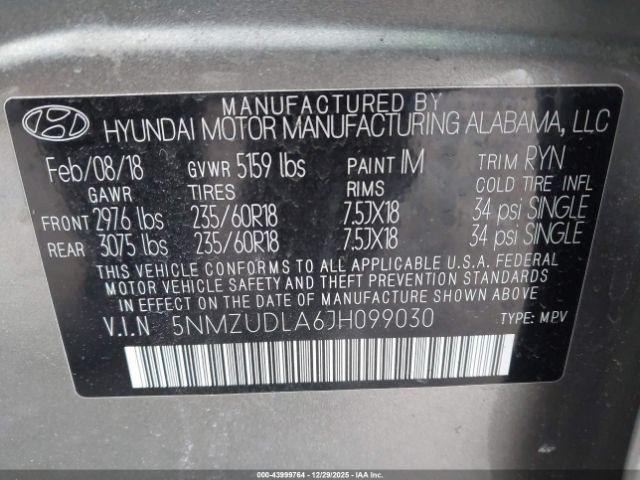 MANUFACTURED BY
HYUNDAI MOTOR MANUFACTURING ALABAMA, LLC
Feb/08/18 GVWR 5159 lbs PAINT IM TRIM RYN
GAWR TIRES RIMS COLD TIRE INFL
FRONT 2976 lbs 235/60R18 7.5JX18 34 psi SINGLE
REAR 3075 lbs 235/60R18 7.5JX18 34 psi SINGLE
THIS VEHICLE CONFORMS TO ALL APPLICABLE U.S.A. FEDERAL
MOTOR VEHICLE SAFETY AND THEFT PREVENTION STANDARDS
IN EFFECT ON THE DATE OF MANUFACTURE SHOWN ABOVE.
V.I.N 5NMZUDLA6JH099030 TYPE: MPV
000-43999764 - 12/29/2025 - IAAI.COM